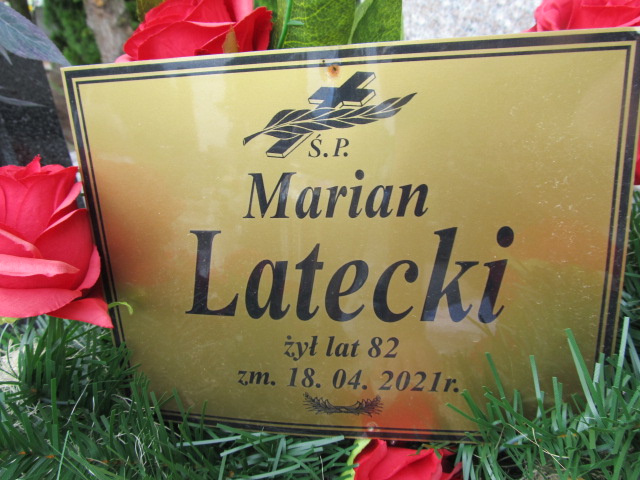 Ś.P.
Marian
Latecki
żył lat 82
zm. 18. 04. 2021r.